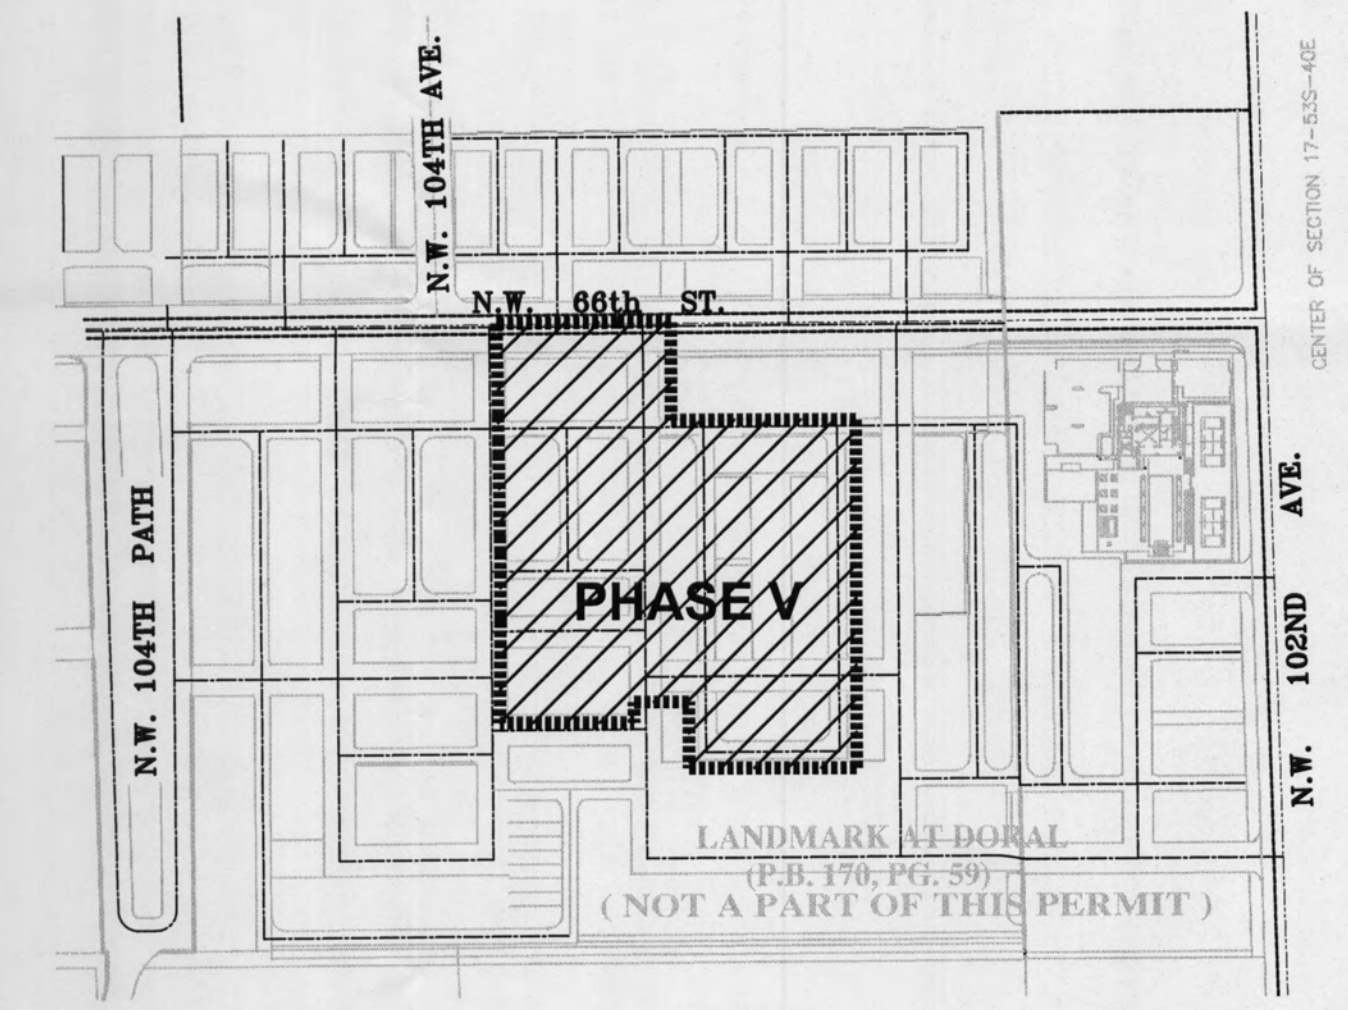 N.W. 104TH AVE.
CENTER OF SECTION 17-53S-40E
N.W. 66th ST.
N.W. 104TH PATH
PHASE V
N.W. 102ND AVE.
LANDMARK AT DORAL
(P.B. 170, PG. 59)
( NOT A PART OF THIS PERMIT )